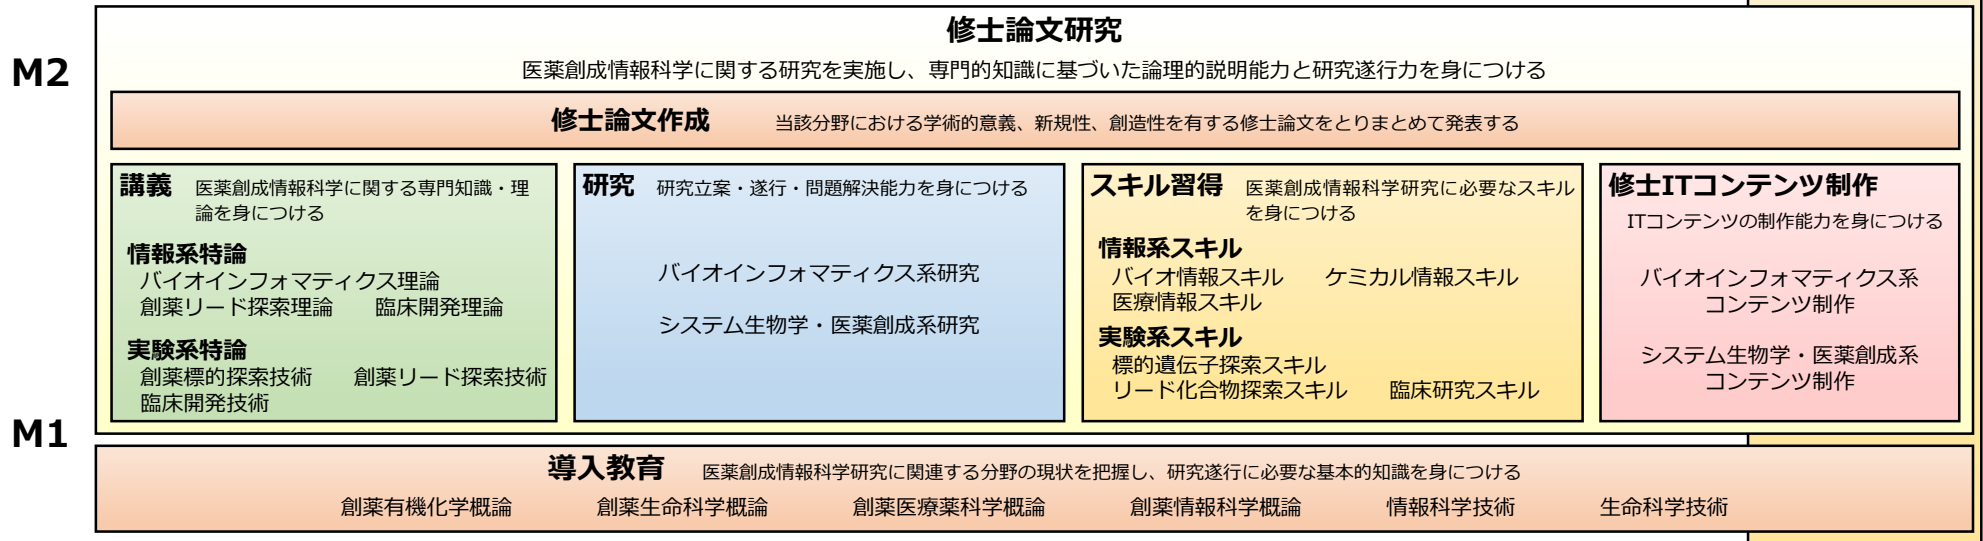 修士論文研究
医薬創成情報科学に関する研究を実施し、専門的知識に基づいた論理的説明能力と研究遂行力を身につける
M2
修士論文作成 当該分野における学術的意義、新規性、創造性を有する修士論文をとりまとめて発表する
講義 医薬創成情報科学に関する専門知識・理
論を身につける
情報系特論
バイオインフォマティクス理論
創薬リード探索理論 臨床開発理論
実験系特論
創薬標的探索技術 創薬リード探索技術
臨床開発技術
研究 研究立案・遂行・問題解決能力を身につける
バイオインフォマティクス系研究
システム生物学・医薬創成系研究
スキル習得 医薬創成情報科学研究に必要なスキル
を身につける
情報系スキル
バイオ情報スキル ケミカル情報スキル
医療情報スキル
実験系スキル
標的遺伝子探索スキル
リード化合物探索スキル 臨床研究スキル
修士ITコンテンツ制作
ITコンテンツの制作能力を身につける
バイオインフォマティクス系
コンテンツ制作
システム生物学・医薬創成系
コンテンツ制作
M1
導入教育 医薬創成情報科学研究に関連する分野の現状を把握し、研究遂行に必要な基本的知識を身につける
創薬有機化学概論 創薬生命科学概論 創薬医療薬科学概論 創薬情報科学概論 情報科学技術 生命科学技術